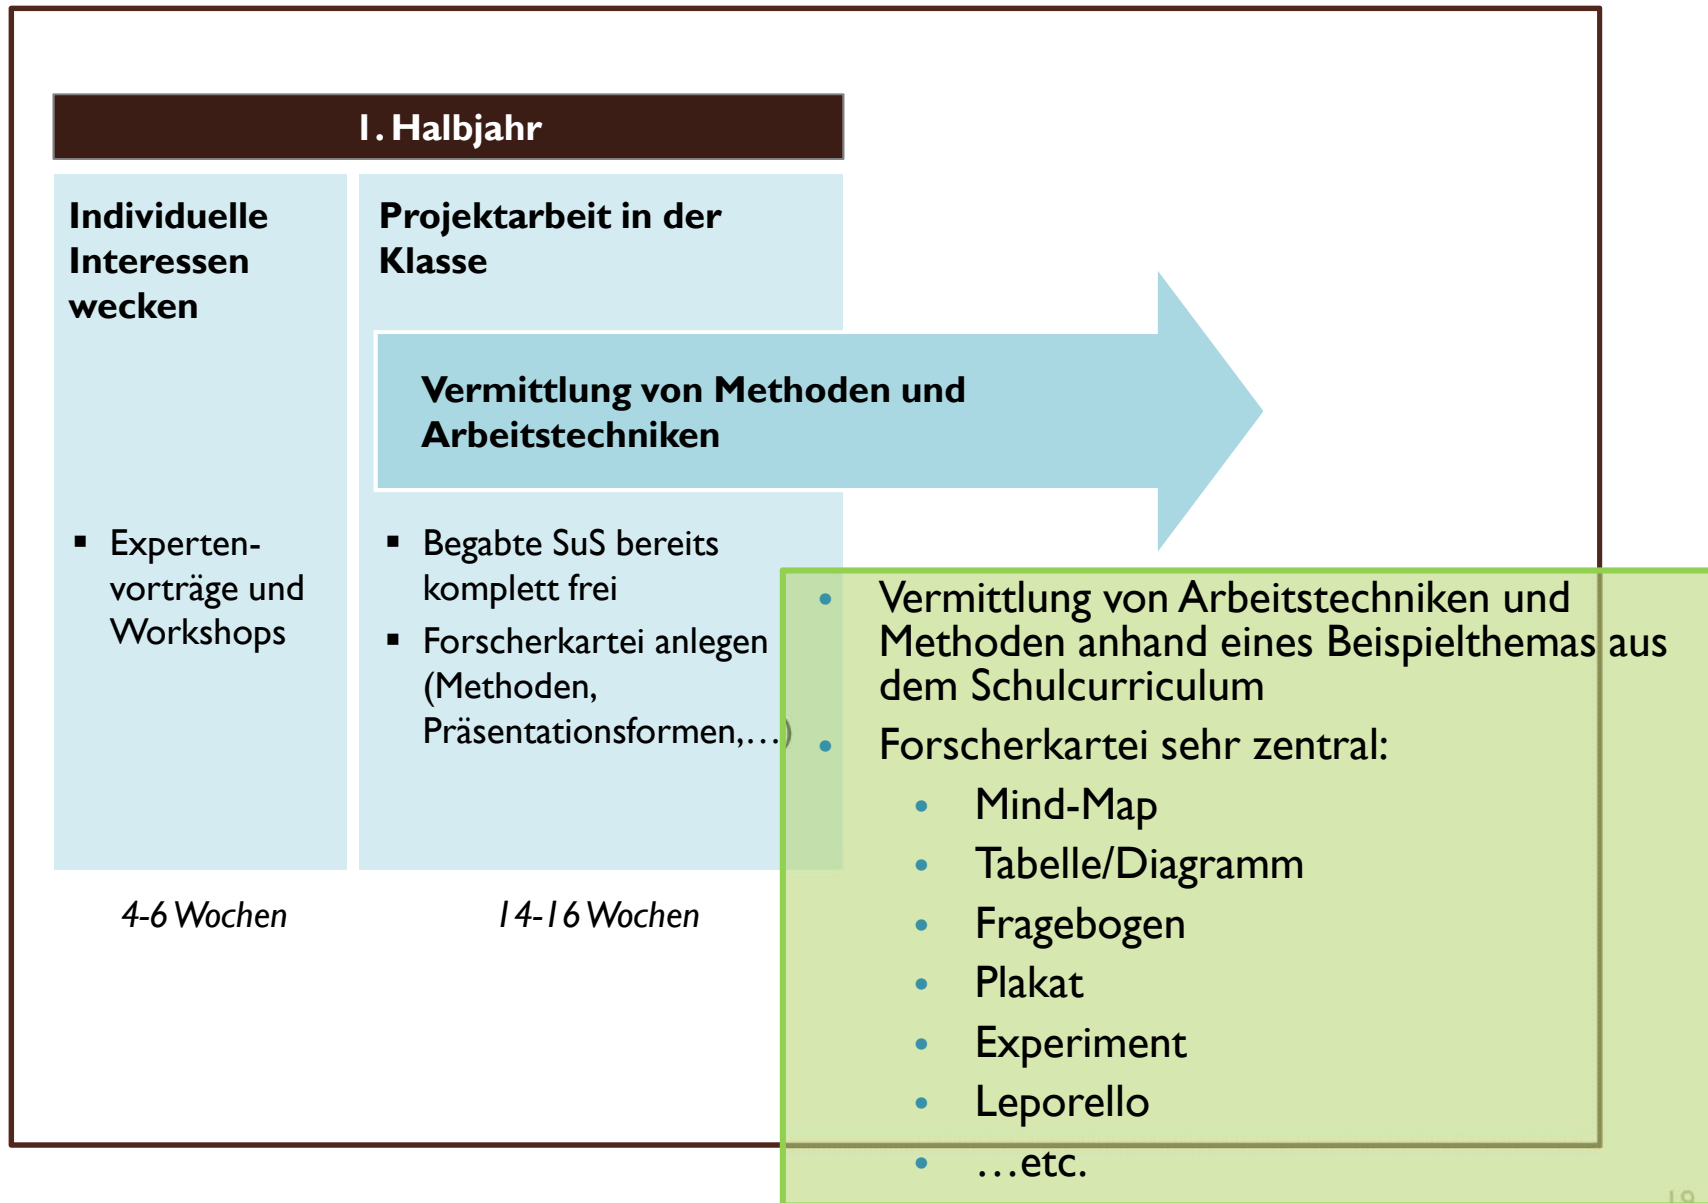 1. Halbjahr
Individuelle
Interessen
wecken
Projektarbeit in der
Klasse
Vermittlung von Methoden und
Arbeitstechniken
▪ Experten-
vorträge und
Workshops
▪ Begabte SuS bereits
komplett frei
▪ Forscherkartei anlegen
(Methoden,
Präsentationsformen,…)
4-6 Wochen
14-16 Wochen
• Vermittlung von Arbeitstechniken und
Methoden anhand eines Beispielthemas aus
dem Schulcurriculum
• Forscherkartei sehr zentral:
• Mind-Map
• Tabelle/Diagramm
• Fragebogen
• Plakat
• Experiment
• Leporello
• …etc.
19